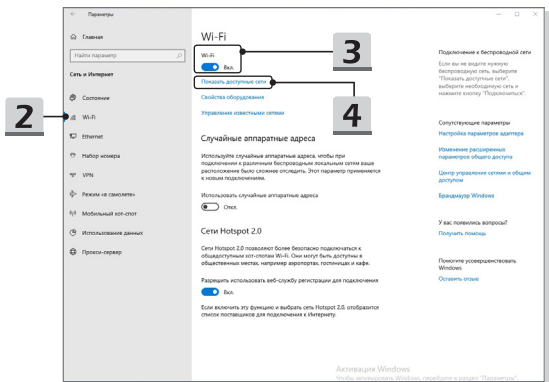 Параметры
Главная
Найти параметр
Сеть и Интернет
2
Состояние
Wi-Fi
Ethernet
Набор номера
VPN
Режим «в самолете»
Мобильный хот-спот
Использование данных
Прокси-сервер
Wi-Fi
Wi-Fi
Вкл.
3
Показать доступные сети
4
Свойства оборудования
Управление известными сетями
Случайные аппаратные адреса
Используйте случайные аппаратные адреса, чтобы при
подключении к различным беспроводным локальным сетям ваше
расположение было сложнее отследить. Этот параметр применяется
к новым подключениям.
Использовать случайные аппаратные адреса
Откл.
Сети Hotspot 2.0
Сети Hotspot 2.0 позволяют более безопасно подключаться к
общедоступным хот-спотам Wi-Fi. Они могут быть доступны в
общественных местах, например аэропортах, гостиницах и кафе.
Разрешить использовать веб-службу регистрации для подключения
Вкл.
Если включить эту функцию и выбрать сеть Hotspot 2.0, отобразится
список поставщиков для подключения к Интернету.
Подключение к беспроводной сети
Если вы не видите нужную
беспроводную сеть, выберите
"Показать доступные сети",
выберите необходимую сеть и
нажмите кнопку "Подключиться".
Сопутствующие параметры
Настройка параметров адаптера
Изменение расширенных
параметров общего доступа
Центр управления сетями и общим
доступом
Брандмауэр Windows
У вас появились вопросы?
Получить помощь
Помогите усовершенствовать
Windows
Оставить отзыв
Активация Windows
Чтобы активировать Windows, перейдите в раздел "Параметры".